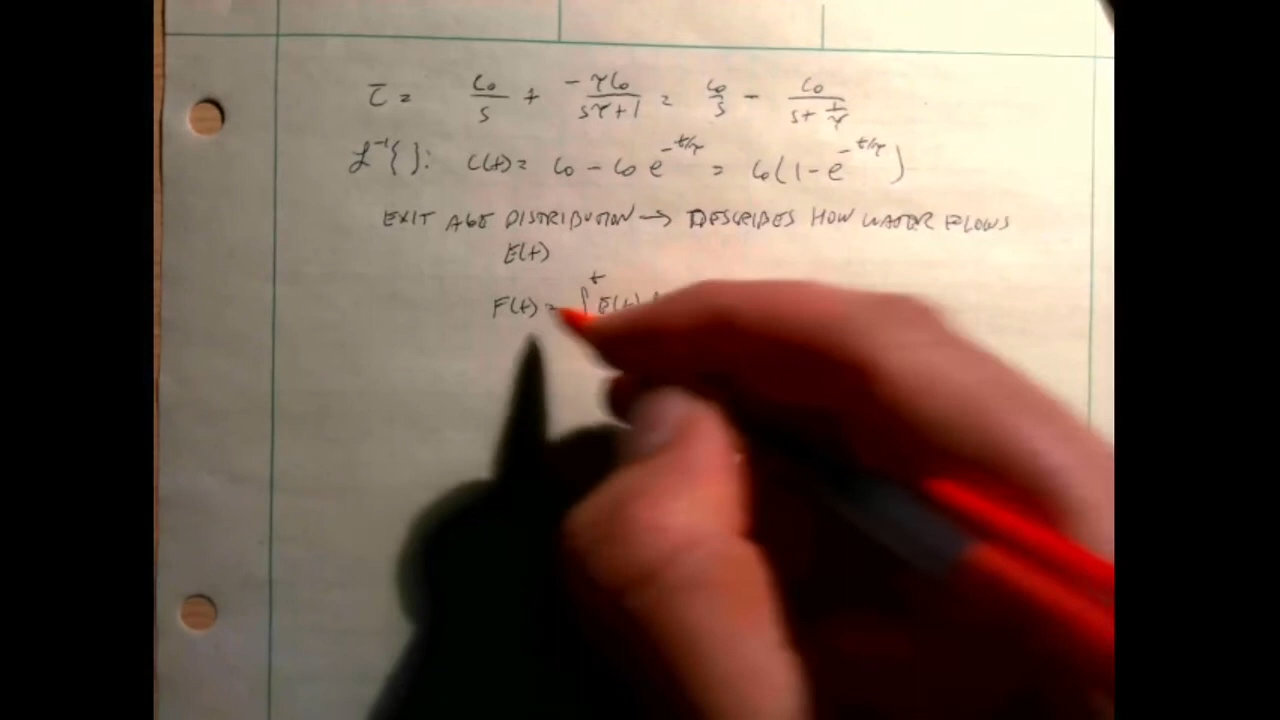 c̄ = C₀/s + -τC₀/(sτ+1) = C₀/s - C₀/(s + 1/τ)
ℒ⁻¹{ }: C(t) = C₀ - C₀ e^(-t/τ) = C₀(1 - e^(-t/τ))
EXIT AGE DISTRIBUTION → DESCRIBES HOW WATER FLOWS
E(t)
F(t) = ∫^t E(t)